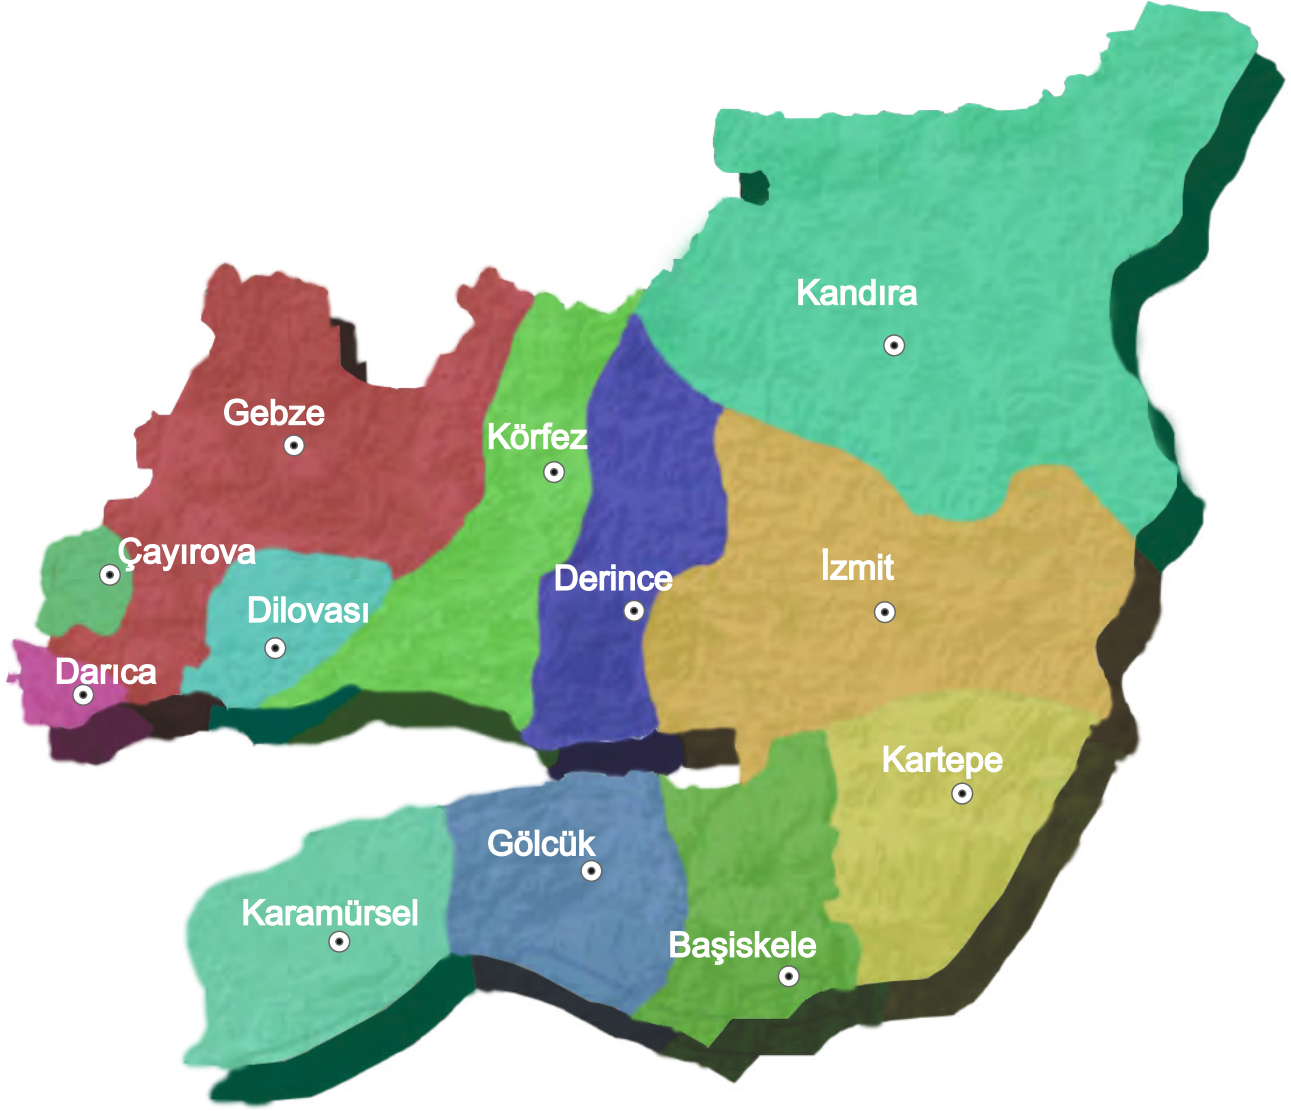 Kandıra
Gebze
Körfez
Çayırova
İzmit
Derince
Dilovası
Darıca
Kartepe
Gölcük
Karamürsel
Başiskele